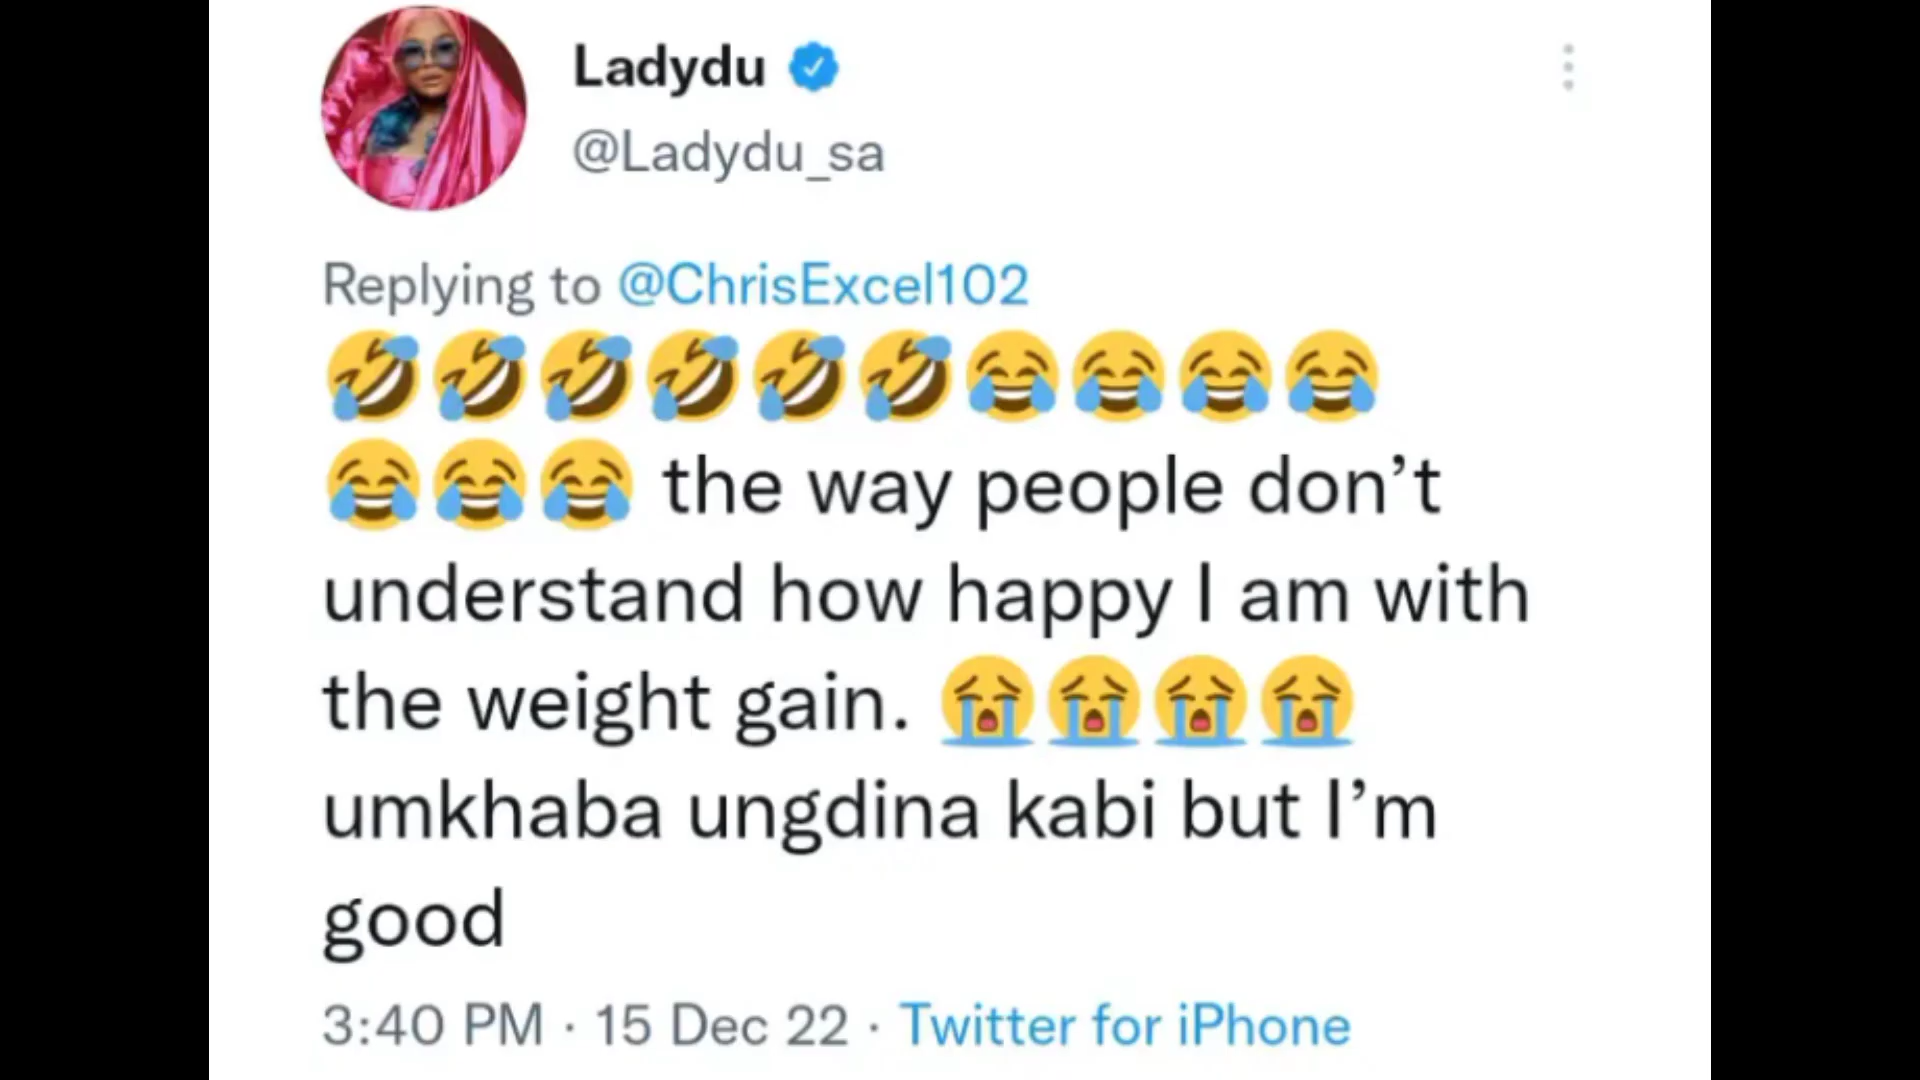 Ladydu
@Ladydu_sa
Replying to @ChrisExcel102
🤣🤣🤣🤣🤣🤣😂😂😂😂
😂😂😂 the way people don’t
understand how happy I am with
the weight gain. 😭😭😭😭
umkhaba ungdina kabi but I’m
good
3:40 PM · 15 Dec 22 · Twitter for iPhone